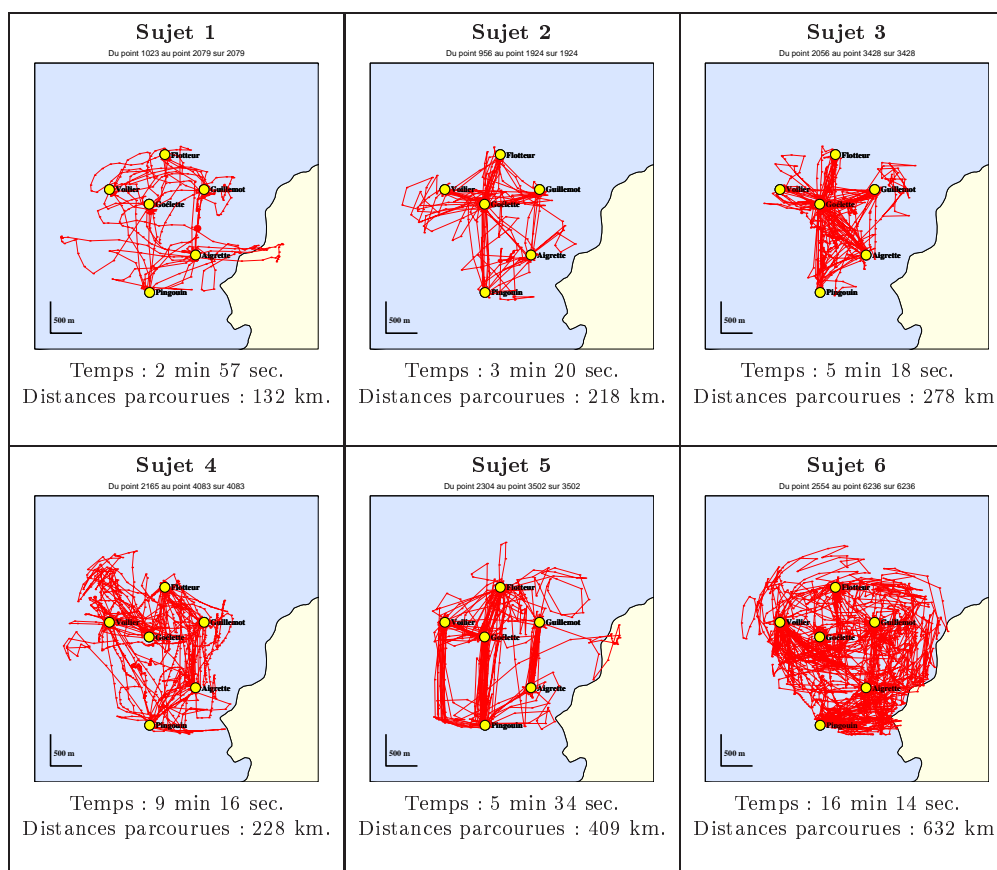 Sujet 1
Du point 1023 au point 2079 sur 2079
Flotteur
Voilier
Guillemot
Goélette
Aigrette
Pingouin
500 m
Temps : 2 min 57 sec.
Distances parcourues : 132 km.
Sujet 2
Du point 956 au point 1924 sur 1924
Flotteur
Voilier
Guillemot
Goélette
Aigrette
Pingouin
500 m
Temps : 3 min 20 sec.
Distances parcourues : 218 km.
Sujet 3
Du point 2056 au point 3428 sur 3428
Flotteur
Voilier
Guillemot
Goélette
Aigrette
Pingouin
500 m
Temps : 5 min 18 sec.
Distances parcourues : 278 km
Sujet 4
Du point 2165 au point 4083 sur 4083
Flotteur
Voilier
Guillemot
Goélette
Aigrette
Pingouin
500 m
Temps : 9 min 16 sec.
Distances parcourues : 228 km.
Sujet 5
Du point 2304 au point 3502 sur 3502
Flotteur
Voilier
Guillemot
Goélette
Aigrette
Pingouin
500 m
Temps : 5 min 34 sec.
Distances parcourues : 409 km.
Sujet 6
Du point 2554 au point 6236 sur 6236
Flotteur
Voilier
Guillemot
Goélette
Aigrette
Pingouin
500 m
Temps : 16 min 14 sec.
Distances parcourues : 632 km